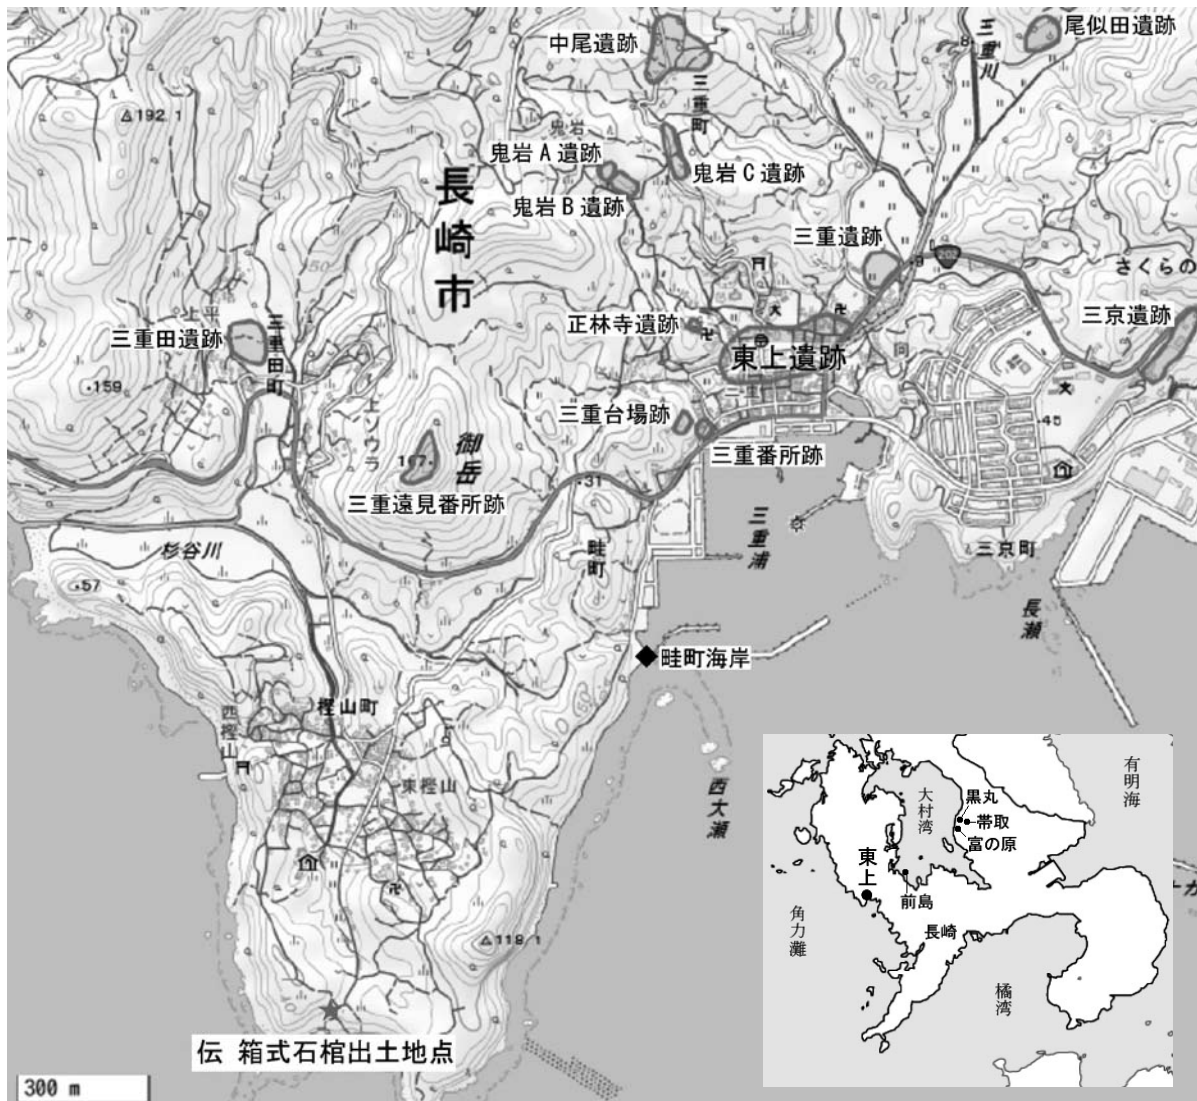 中尾遺跡
三重町
三重川
8
尾似田遺跡
192.1
鬼岩
鬼岩A遺跡
鬼岩B遺跡
鬼岩C遺跡
長崎市
三重遺跡
9
202
さくらの
三京遺跡
上平
三重田遺跡
三重田町
159
正林寺遺跡
東上遺跡
三重台場跡
三重番所跡
45
上ソウラ
御岳
167
三重遠見番所跡
31
畦町
三重浦
三京町
長瀬
杉谷川
57
6
畦町海岸
樫山町
西樫山
東樫山
西大瀬
118.1
伝 箱式石棺出土地点
300 m
有明海
大村湾
黒丸
帯取
富の原
東上
前島
角力灘
長崎
橘湾